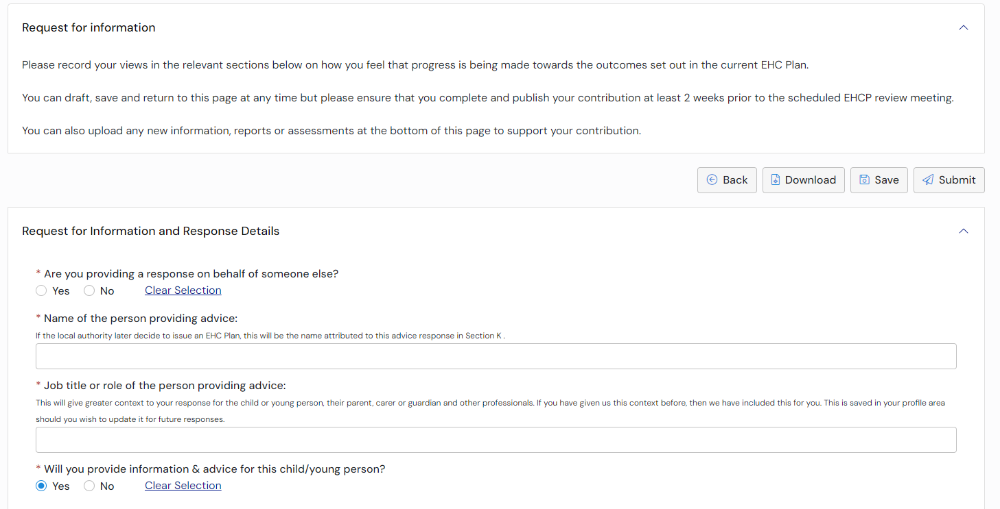 Request for information
Please record your views in the relevant sections below on how you feel that progress is being made towards the outcomes set out in the current EHC Plan.
You can draft, save and return to this page at any time but please ensure that you complete and publish your contribution at least 2 weeks prior to the scheduled EHCP review meeting.
You can also upload any new information, reports or assessments at the bottom of this page to support your contribution.
Back Download Save Submit
Request for Information and Response Details
* Are you providing a response on behalf of someone else?
Yes No Clear Selection
* Name of the person providing advice:
If the local authority later decide to issue an EHC Plan, this will be the name attributed to this advice response in Section K .
* Job title or role of the person providing advice:
This will give greater context to your response for the child or young person, their parent, carer or guardian and other professionals. If you have given us this context before, then we have included this for you. This is saved in your profile area
should you wish to update it for future responses.
* Will you provide information & advice for this child/young person?
Yes No Clear Selection